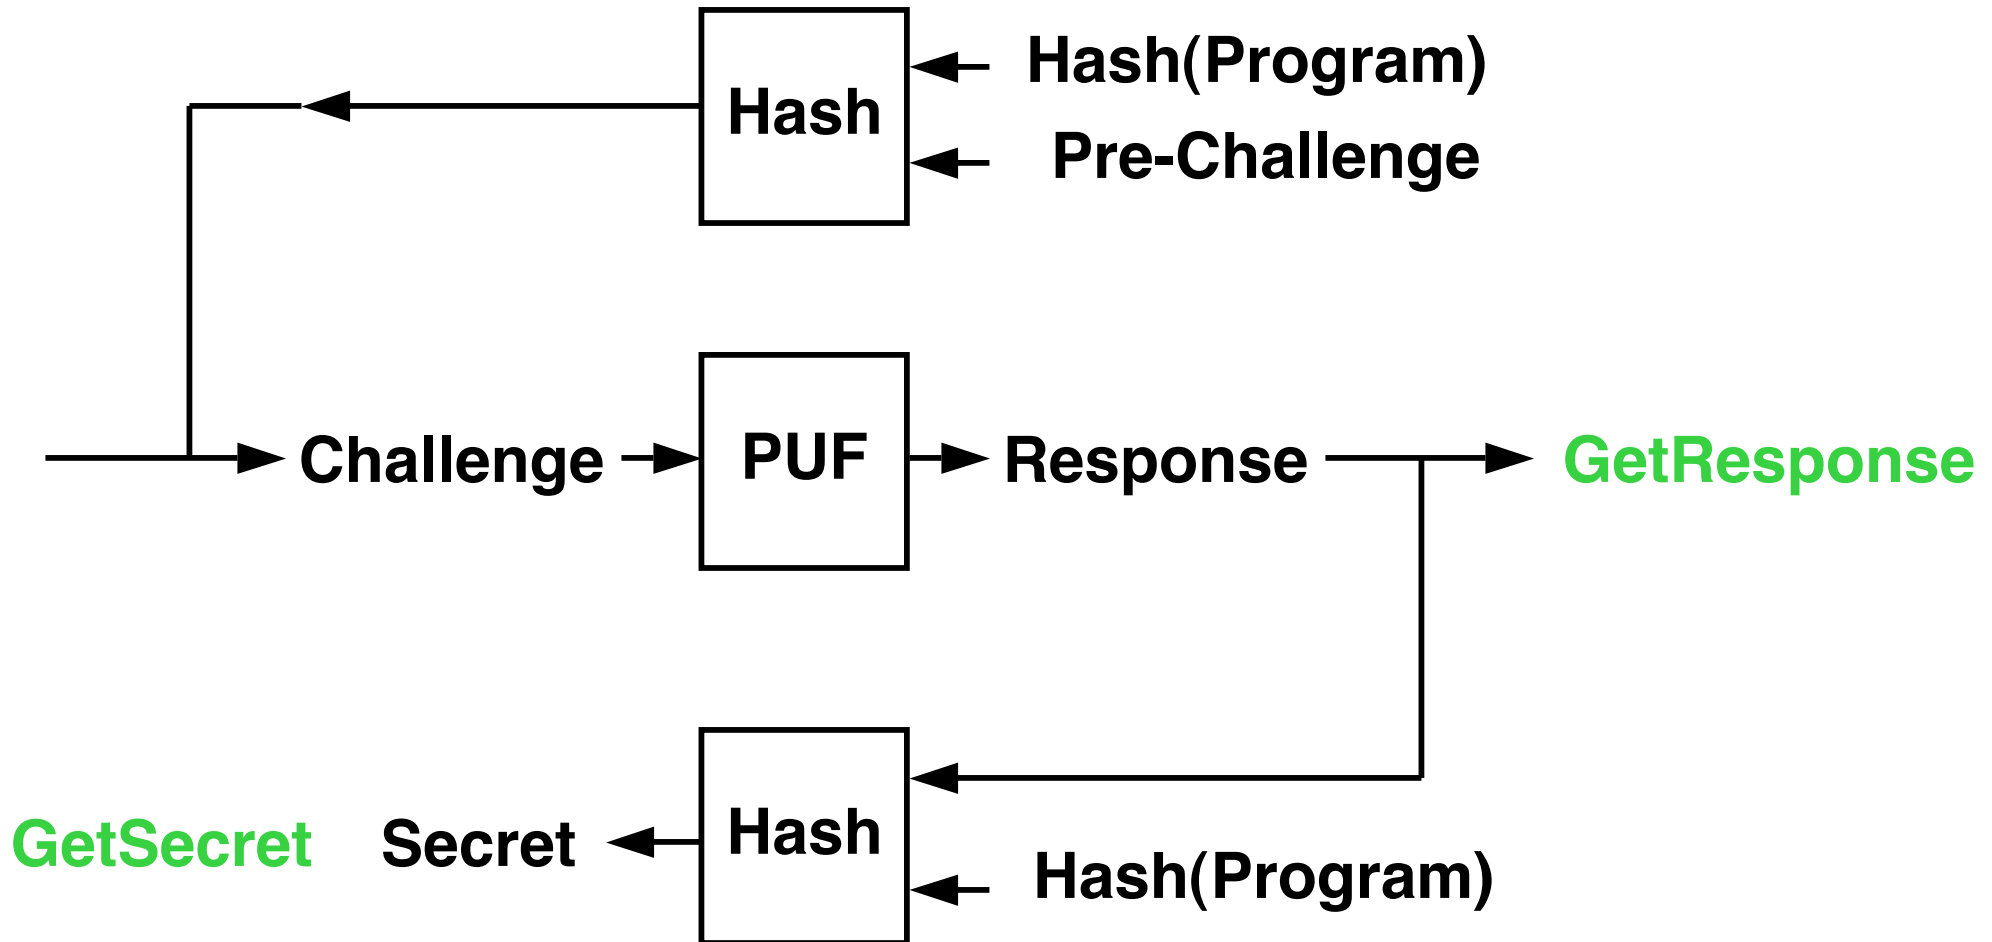 Hash
Hash(Program)
Pre-Challenge
Challenge
PUF
Response
GetResponse
GetSecret
Secret
Hash
Hash(Program)